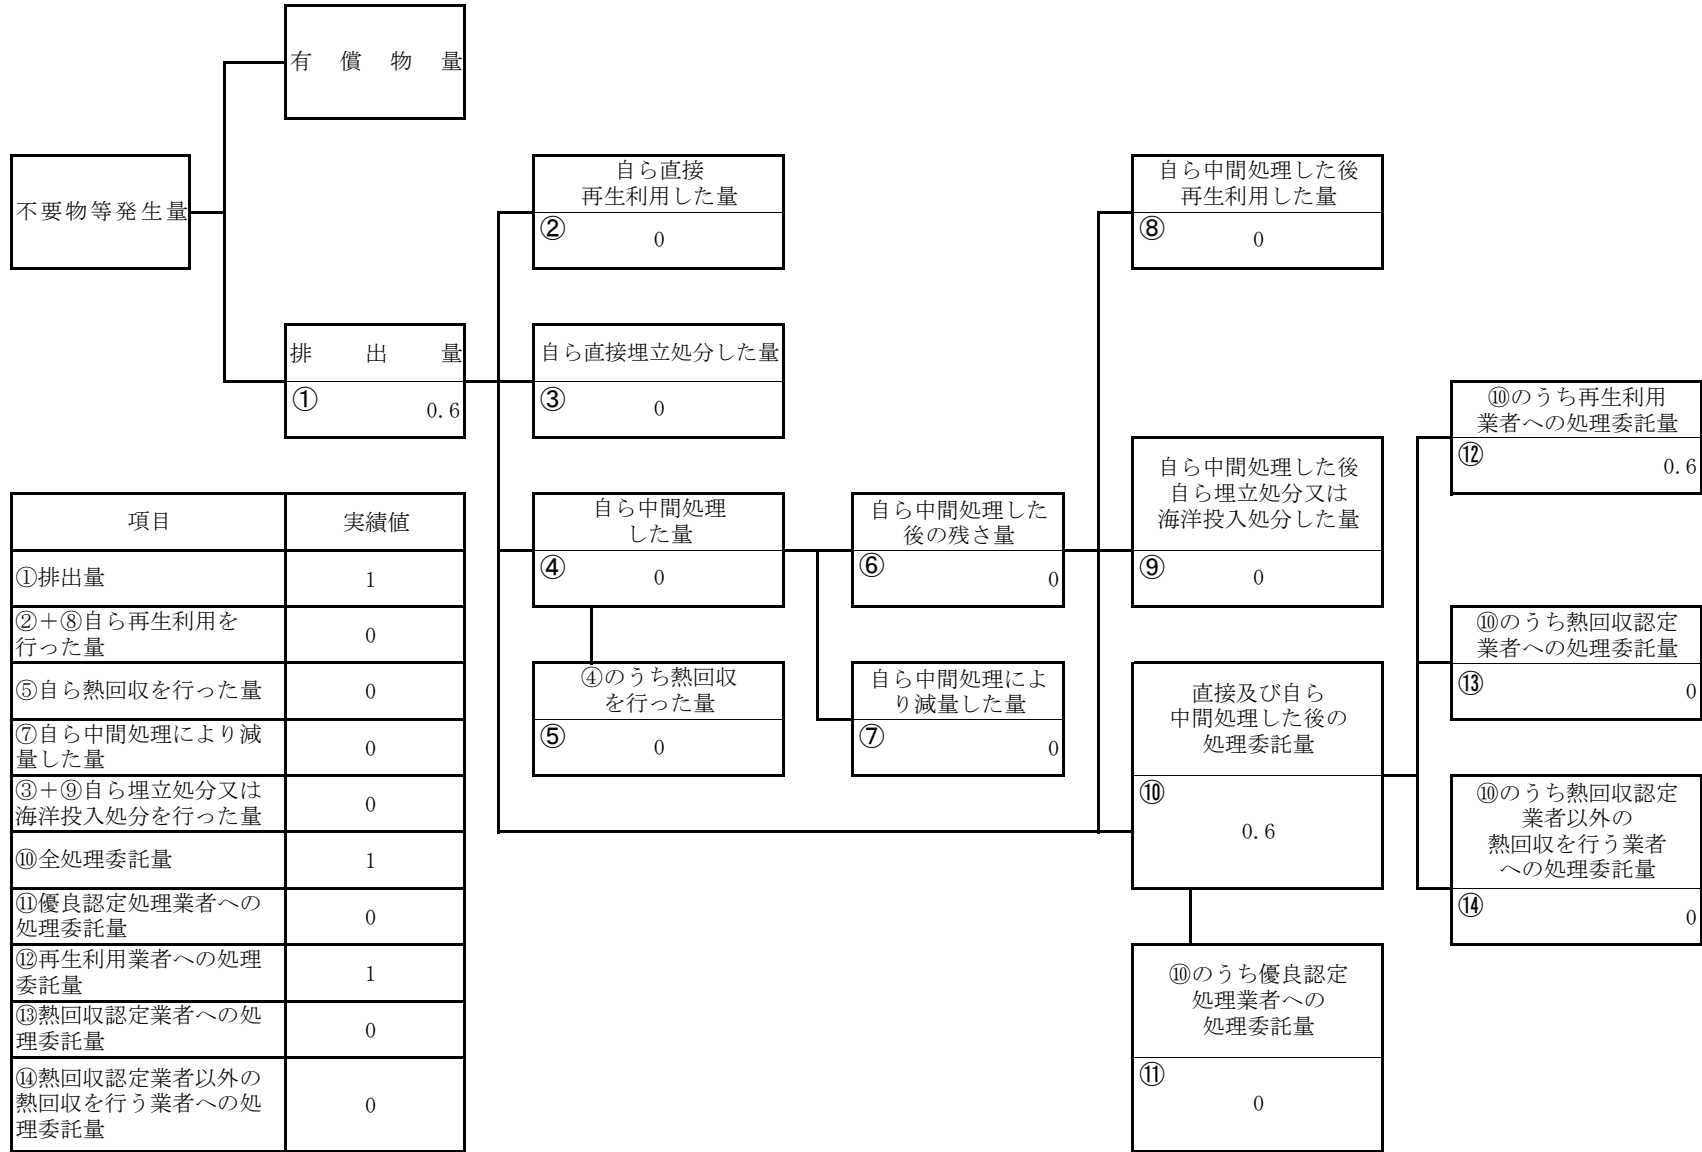 有償物量
不要物等発生量
排出量
① 0.6
自ら直接
再生利用した量
② 0
自ら直接埋立処分した量
③ 0
自ら中間処理
した量
④ 0
④のうち熱回収
を行った量
⑤ 0
自ら中間処理した
後の残さ量
⑥ 0
自ら中間処理によ
り減量した量
⑦ 0
自ら中間処理した後
再生利用した量
⑧ 0
自ら中間処理した後
自ら埋立処分又は
海洋投入処分した量
⑨ 0
直接及び自ら
中間処理した後の
処理委託量
⑩
0.6
⑩のうち優良認定
処理業者への
処理委託量
⑪
0
⑩のうち再生利用
業者への処理委託量
⑫ 0.6
⑩のうち熱回収認定
業者への処理委託量
⑬ 0
⑩のうち熱回収認定
業者以外の
熱回収を行う業者
への処理委託量
⑭ 0
項目 実績値
①排出量 1
②＋⑧自ら再生利用を
行った量 0
⑤自ら熱回収を行った量 0
⑦自ら中間処理により減
量した量 0
③＋⑨自ら埋立処分又は
海洋投入処分を行った量 0
⑩全処理委託量 1
⑪優良認定処理業者への
処理委託量 0
⑫再生利用業者への処理
委託量 1
⑬熱回収認定業者への処
理委託量 0
⑭熱回収認定業者以外の
熱回収を行う業者への処
理委託量 0